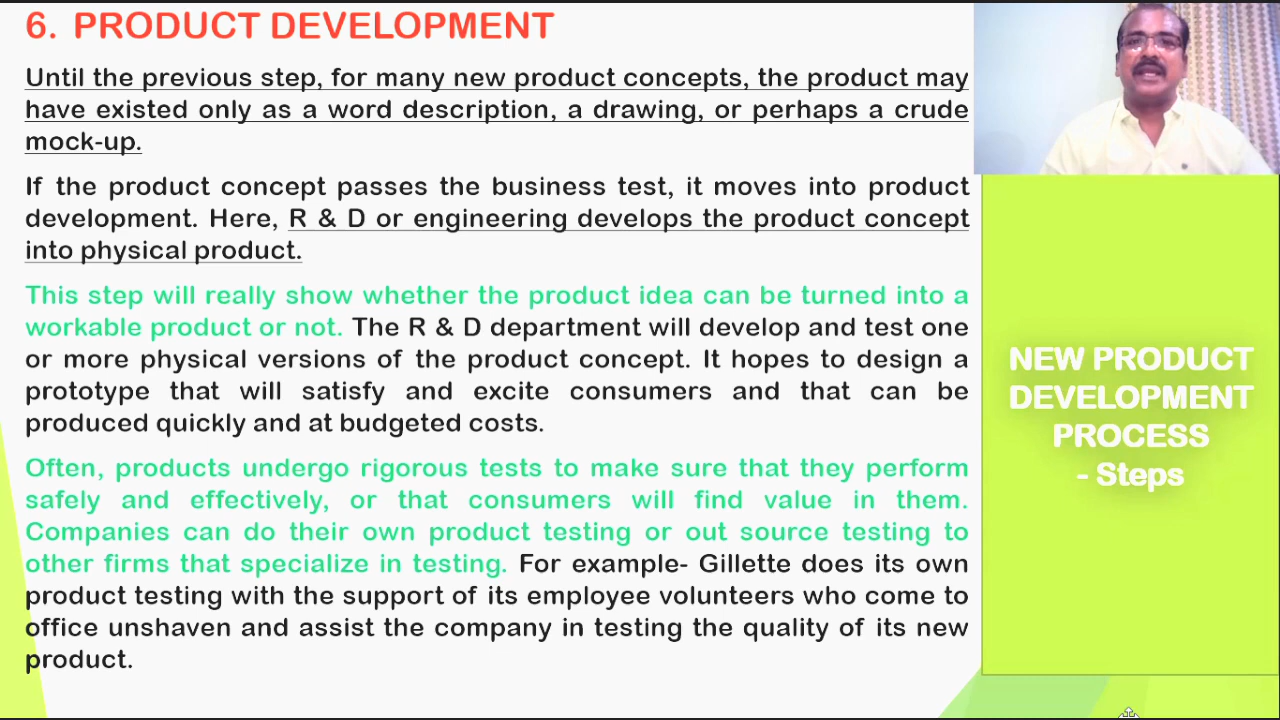 6. PRODUCT DEVELOPMENT
Until the previous step, for many new product concepts, the product may
have existed only as a word description, a drawing, or perhaps a crude
mock-up.
If the product concept passes the business test, it moves into product
development. Here, R & D or engineering develops the product concept
into physical product.
This step will really show whether the product idea can be turned into a
workable product or not. The R & D department will develop and test one
or more physical versions of the product concept. It hopes to design a
prototype that will satisfy and excite consumers and that can be
produced quickly and at budgeted costs.
Often, products undergo rigorous tests to make sure that they perform
safely and effectively, or that consumers will find value in them.
Companies can do their own product testing or out source testing to
other firms that specialize in testing. For example- Gillette does its own
product testing with the support of its employee volunteers who come to
office unshaven and assist the company in testing the quality of its new
product.
NEW PRODUCT
DEVELOPMENT
PROCESS
- Steps